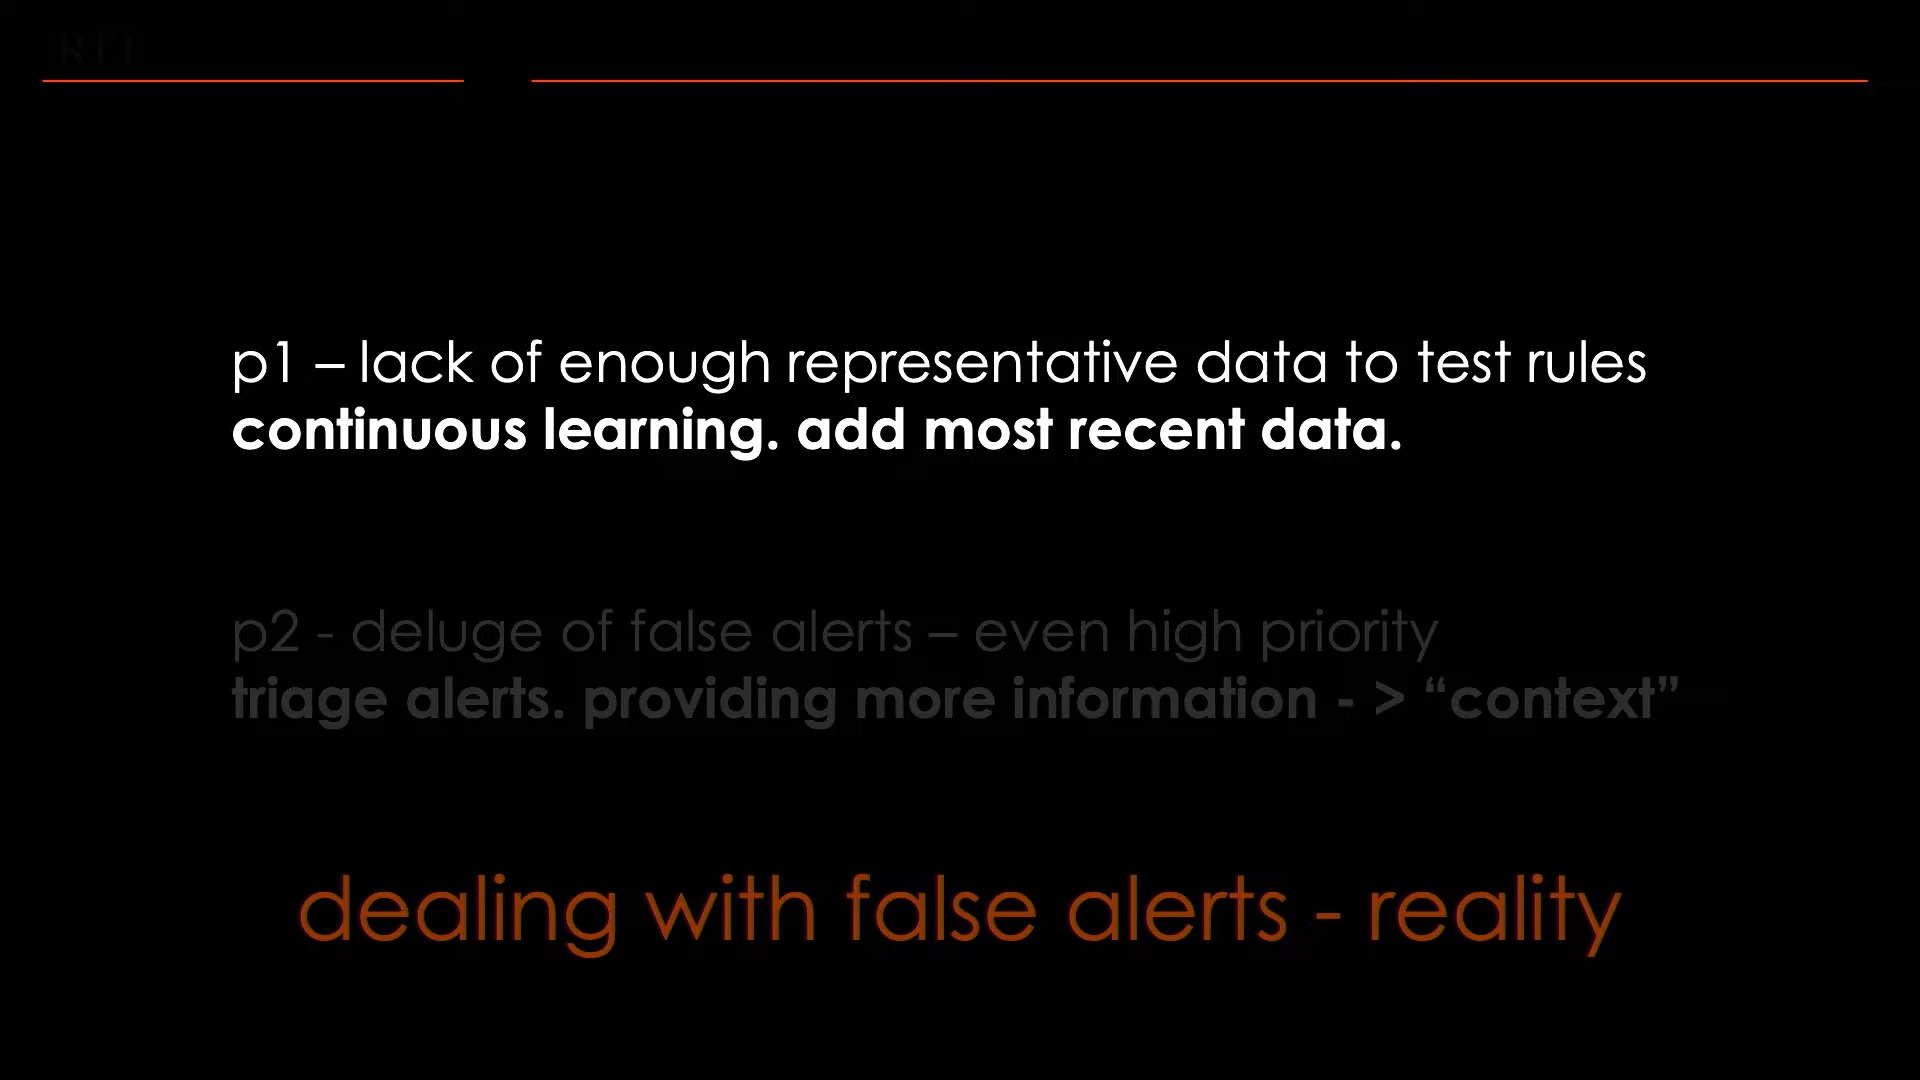 RIT
p1 – lack of enough representative data to test rules
continuous learning. add most recent data.
p2 - deluge of false alerts – even high priority
triage alerts. providing more information - > “context”
dealing with false alerts - reality